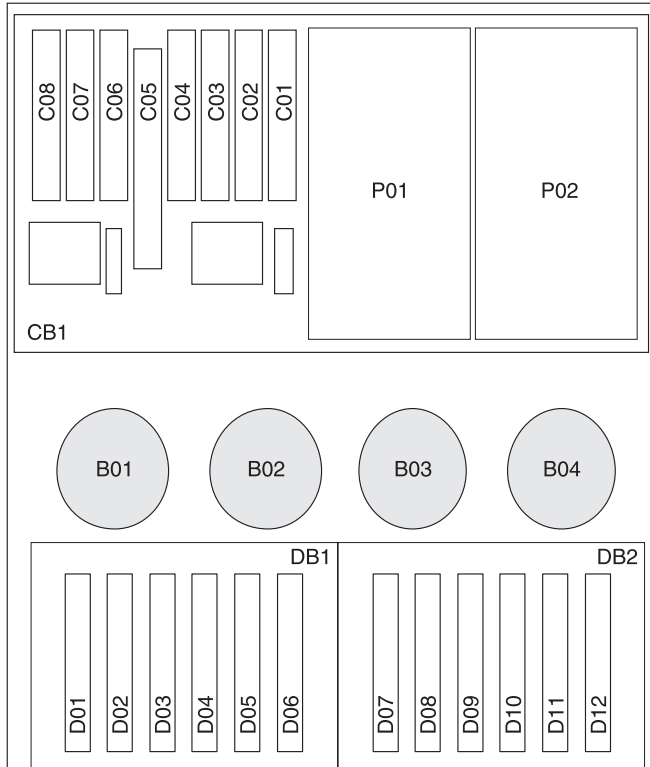 C08 C07 C06 C05 C04 C03 C02 C01
P01 P02
CB1
B01 B02 B03 B04
DB1 DB2
D01 D02 D03 D04 D05 D06 D07 D08 D09 D10 D11 D12